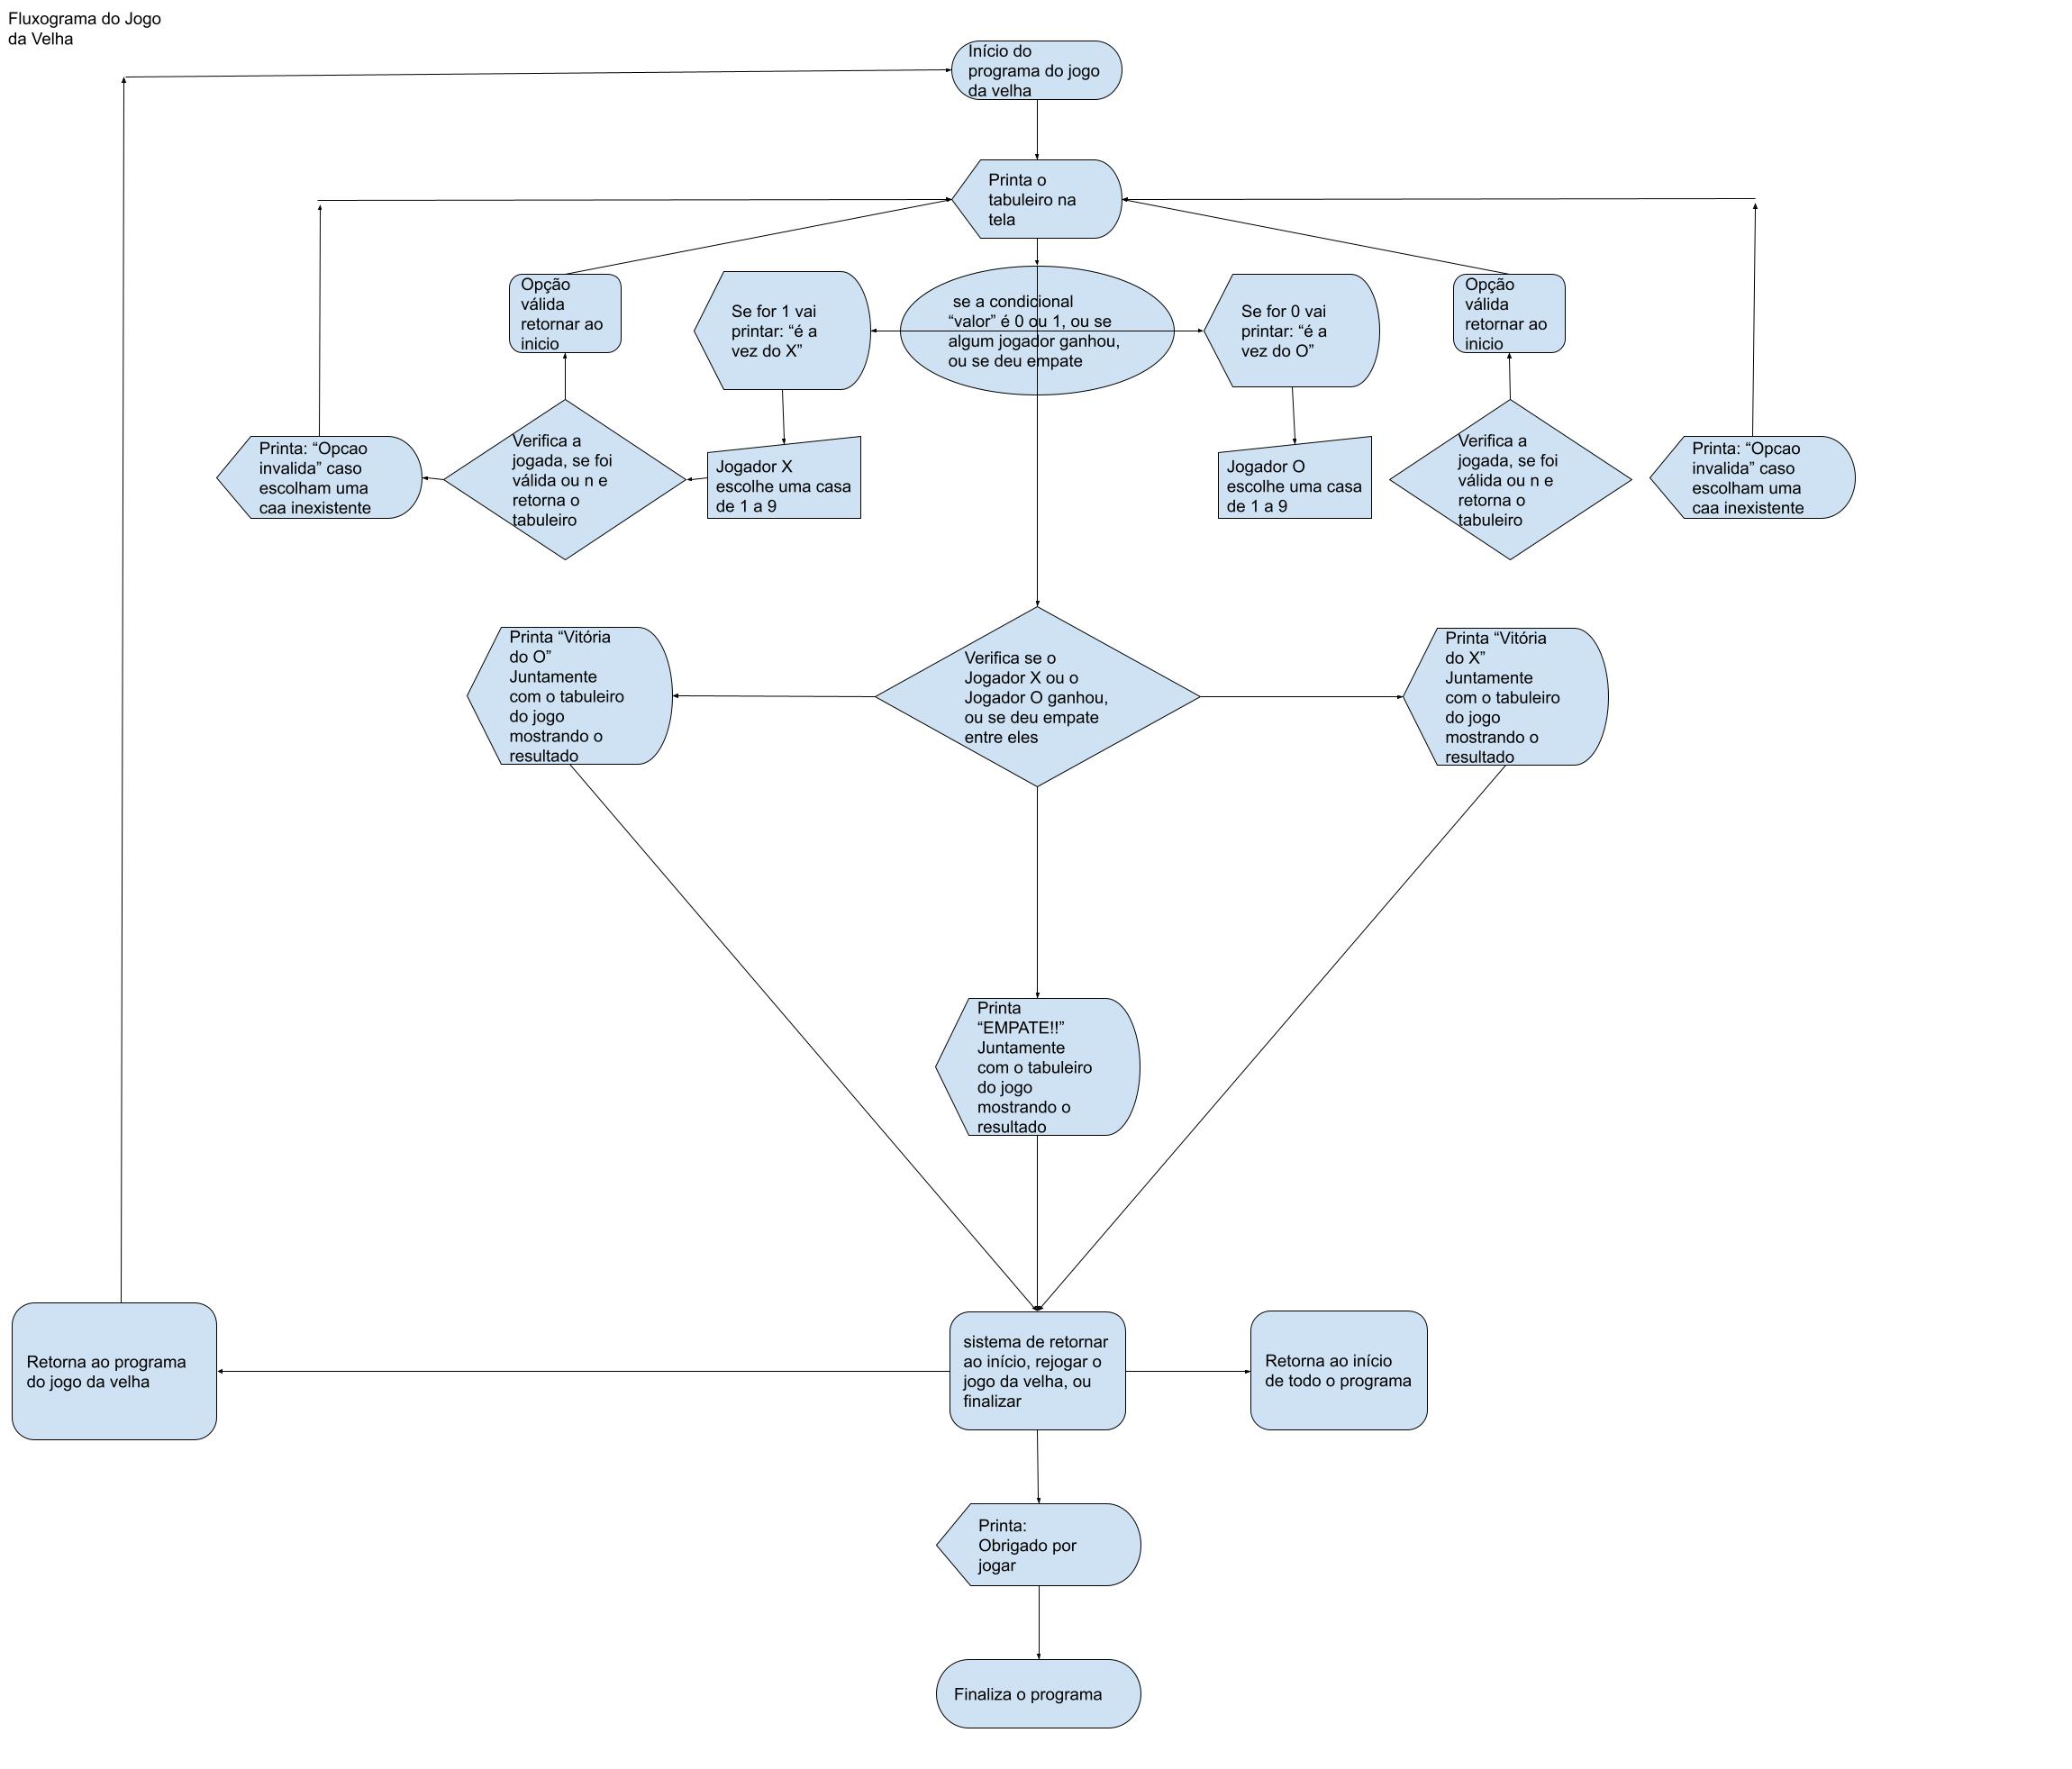 Fluxograma do Jogo
da Velha
Início do
programa do jogo
da velha
Printa o
tabuleiro na
tela
Opção
válida
retornar ao
inicio
Se for 1 vai
printar: “é a
vez do X”
se a condicional
“valor” é 0 ou 1, ou se
algum jogador ganhou,
ou se deu empate
Se for 0 vai
printar: “é a
vez do O”
Opção
válida
retornar ao
inicio
Printa: “Opcao
invalida” caso
escolham uma
caa inexistente
Verifica a
jogada, se foi
válida ou n e
retorna o
tabuleiro
Jogador X
escolhe uma casa
de 1 a 9
Jogador O
escolhe uma casa
de 1 a 9
Verifica a
jogada, se foi
válida ou n e
retorna o
tabuleiro
Printa: “Opcao
invalida” caso
escolham uma
caa inexistente
Printa “Vitória
do O”
Juntamente
com o tabuleiro
do jogo
mostrando o
resultado
Verifica se o
Jogador X ou o
Jogador O ganhou,
ou se deu empate
entre eles
Printa “Vitória
do X”
Juntamente
com o tabuleiro
do jogo
mostrando o
resultado
Printa
“EMPATE!!”
Juntamente
com o tabuleiro
do jogo
mostrando o
resultado
Retorna ao programa
do jogo da velha
sistema de retornar
ao início, rejogar o
jogo da velha, ou
finalizar
Retorna ao início
de todo o programa
Printa:
Obrigado por
jogar
Finaliza o programa